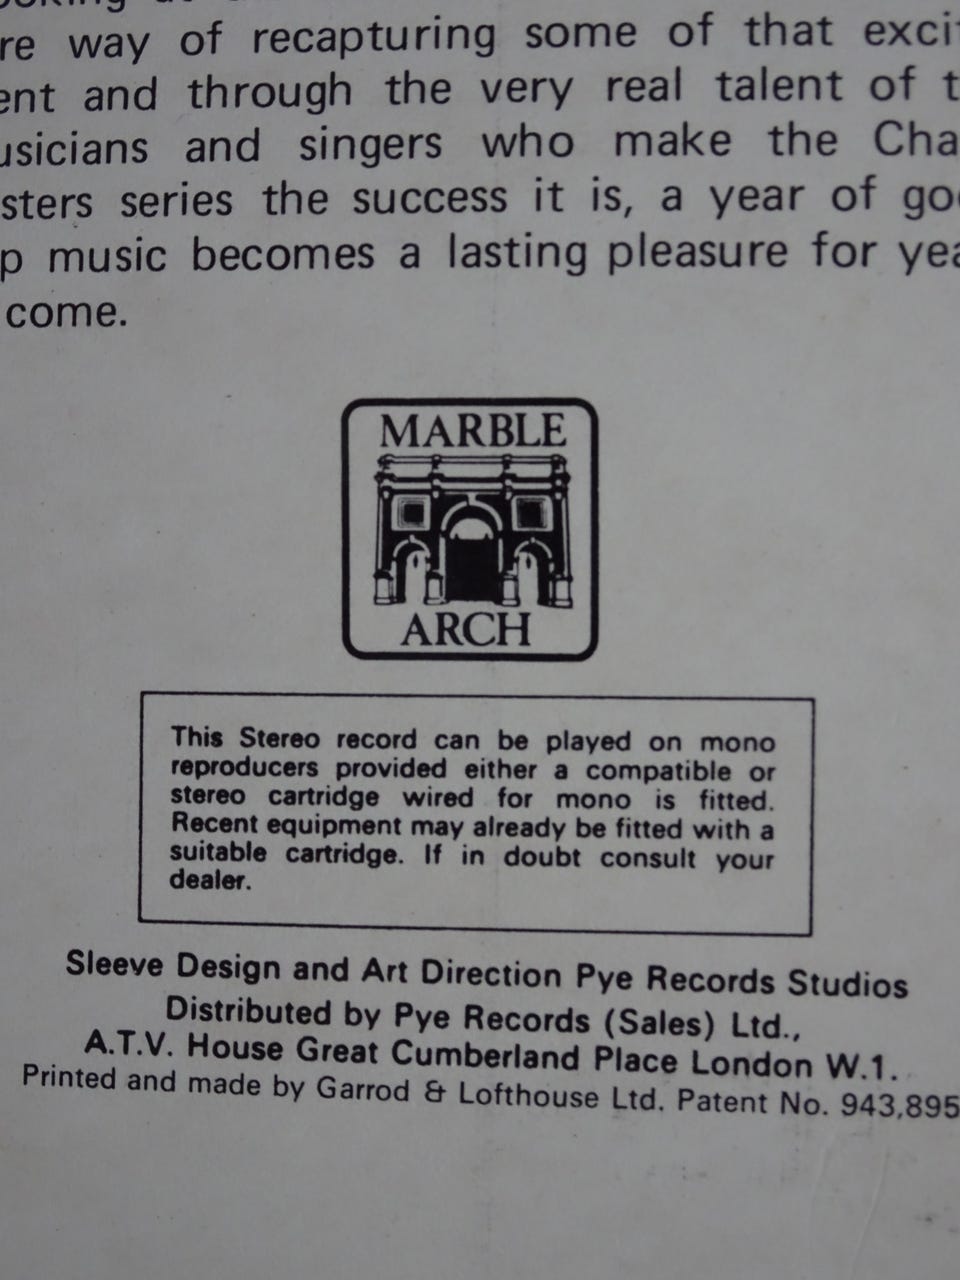 re way of recapturing some of that excit
ent and through the very real talent of t
usicians and singers who make the Cha
sters series the success it is, a year of goo
p music becomes a lasting pleasure for yea
come.
MARBLE
ARCH
This Stereo record can be played on mono
reproducers provided either a compatible or
stereo cartridge wired for mono is fitted.
Recent equipment may already be fitted with a
suitable cartridge. If in doubt consult your
dealer.
Sleeve Design and Art Direction Pye Records Studios
Distributed by Pye Records (Sales) Ltd.,
A.T.V. House Great Cumberland Place London W.1.
Printed and made by Garrod & Lofthouse Ltd. Patent No. 943,895